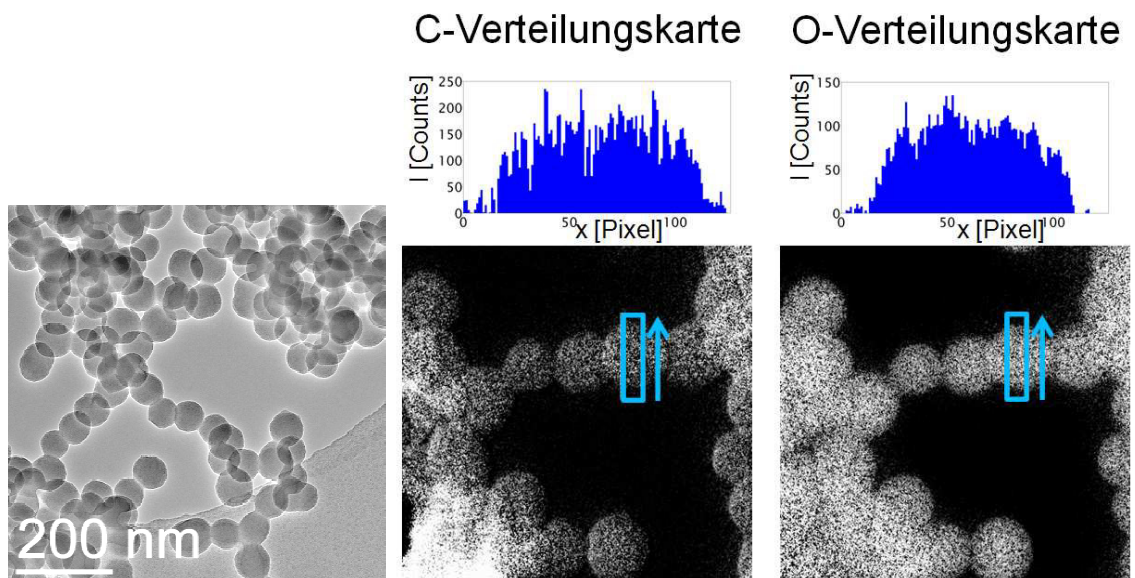 C-Verteilungskarte
O-Verteilungskarte
I [Counts]
250
200
150
100
50
0
0
50
100
x [Pixel]
I [Counts]
150
100
50
0
0
50
100
x [Pixel]
200 nm